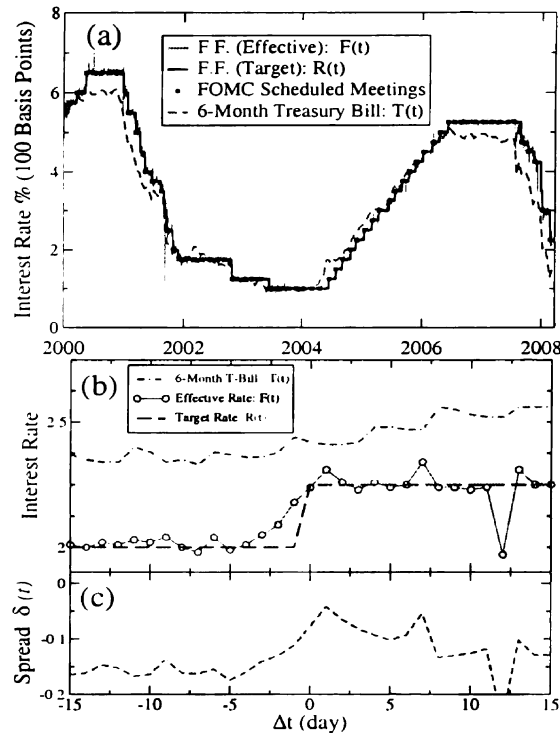 (a)
F.F. (Effective): F(t)
F.F. (Target): R(t)
FOMC Scheduled Meetings
6-Month Treasury Bill: T(t)
Interest Rate % (100 Basis Points)
8
6
4
2
0
2000 2002 2004 2006 2008
(b)
6-Month T-Bill T(t)
Effective Rate: F(t)
Target Rate R(t)
Interest Rate
2.5
2
(c)
Spread δ(t)
0
-0.1
-0.2
-15 -10 -5 0 5 10 15
Δt (day)